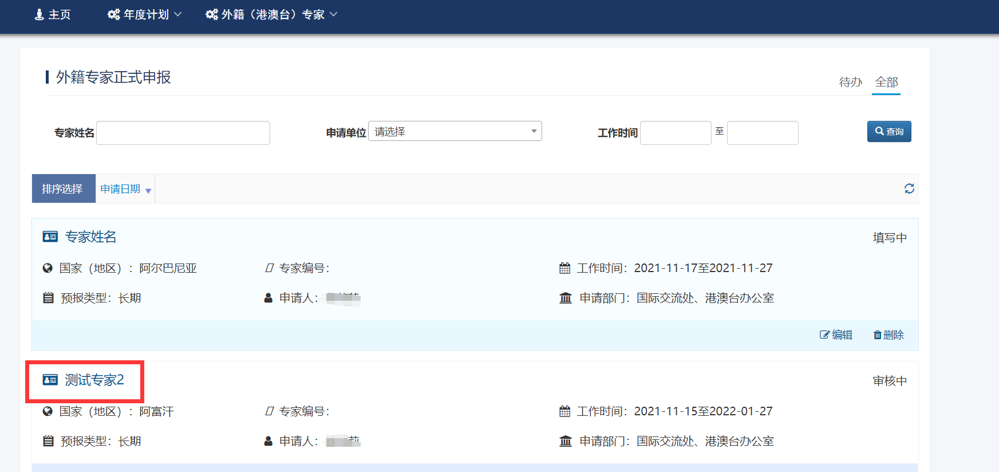 主页 年度计划 外籍（港澳台）专家
外籍专家正式申报
待办 全部
专家姓名 申请单位 请选择 工作时间 至 查询
排序选择 申请日期
专家姓名 填写中
国家（地区）：阿尔巴尼亚 专家编号： 工作时间：2021-11-17至2021-11-27
预报类型：长期 申请人： 申请部门：国际交流处、港澳台办公室
编辑 删除
测试专家2 审核中
国家（地区）：阿富汗 专家编号： 工作时间：2021-11-15至2022-01-27
预报类型：长期 申请人： 申请部门：国际交流处、港澳台办公室